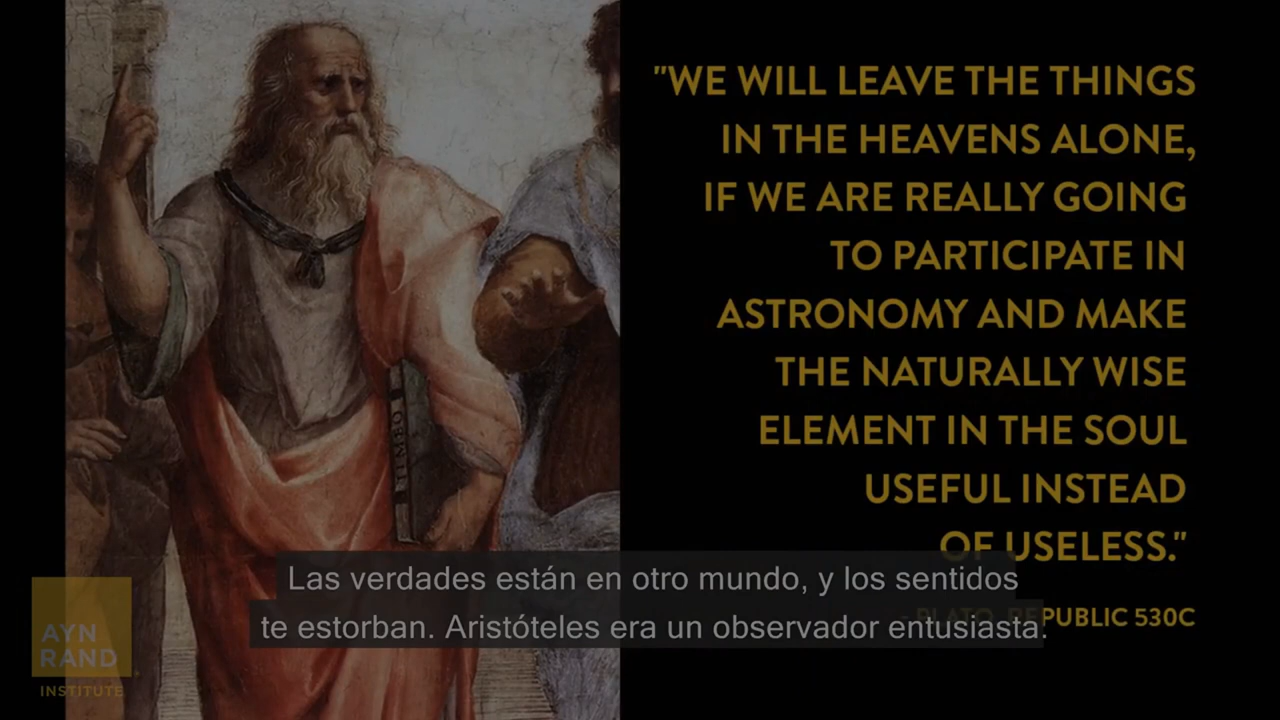 "WE WILL LEAVE THE THINGS
IN THE HEAVENS ALONE,
IF WE ARE REALLY GOING
TO PARTICIPATE IN
ASTRONOMY AND MAKE
THE NATURALLY WISE
ELEMENT IN THE SOUL
USEFUL INSTEAD
OF USELESS."
- PLATO, REPUBLIC 530C
Las verdades están en otro mundo, y los sentidos
te estorban. Aristóteles era un observador entusiasta.
TIMEO
AYN
RAND
INSTITUTE